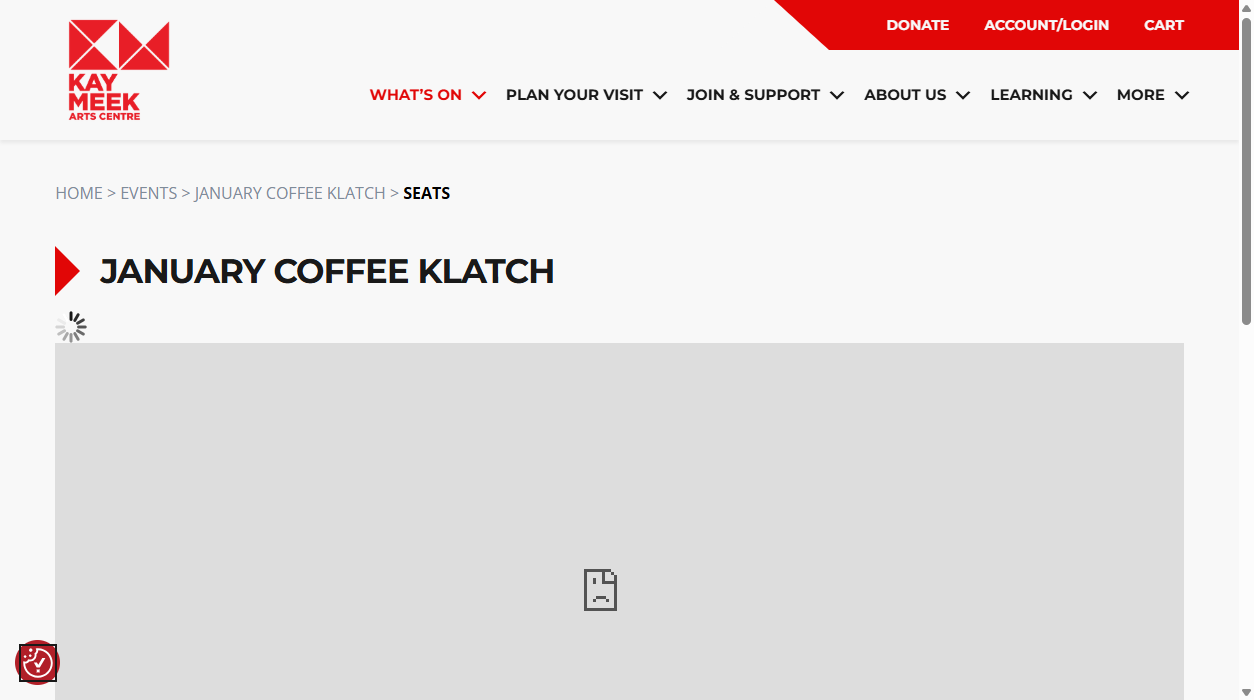 DONATE ACCOUNT/LOGIN CART
KAY
MEEK
ARTS CENTRE
WHAT'S ON PLAN YOUR VISIT JOIN & SUPPORT ABOUT US LEARNING MORE
HOME > EVENTS > JANUARY COFFEE KLATCH > SEATS
JANUARY COFFEE KLATCH